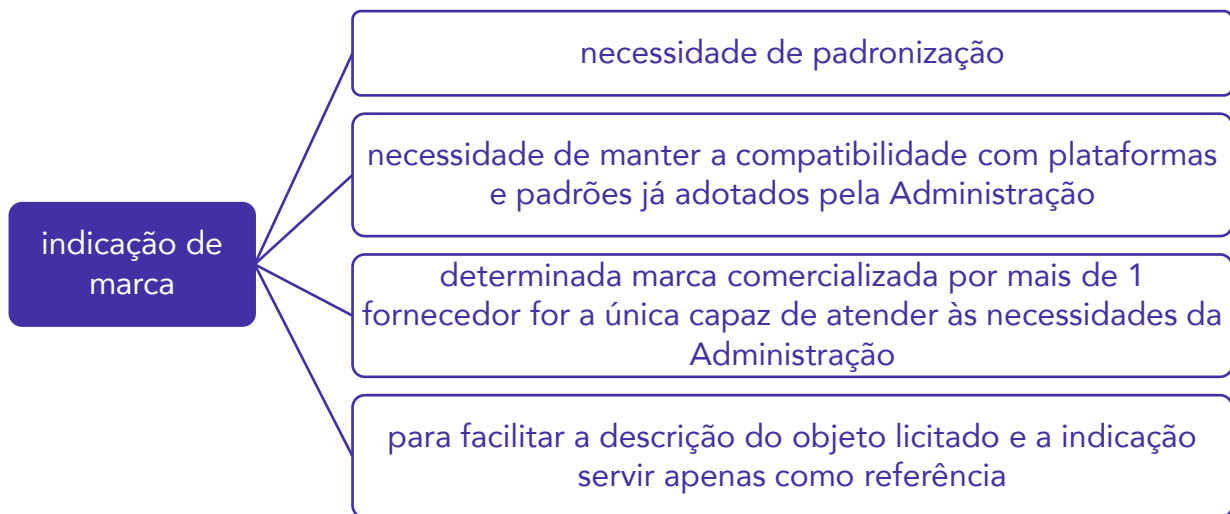 necessidade de padronização
necessidade de manter a compatibilidade com plataformas
e padrões já adotados pela Administração
indicação de
marca
determinada marca comercializada por mais de 1
fornecedor for a única capaz de atender às necessidades da
Administração
para facilitar a descrição do objeto licitado e a indicação
servir apenas como referência